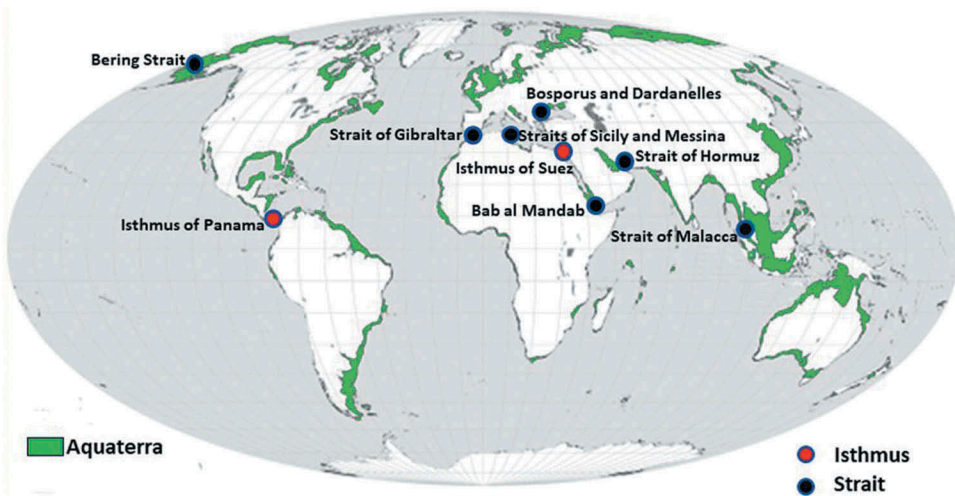 Bering Strait
Bosporus and Dardanelles
Strait of Gibraltar
Straits of Sicily and Messina
Strait of Hormuz
Isthmus of Suez
Bab al Mandab
Isthmus of Panama
Strait of Malacca
Aquaterra
Isthmus
Strait